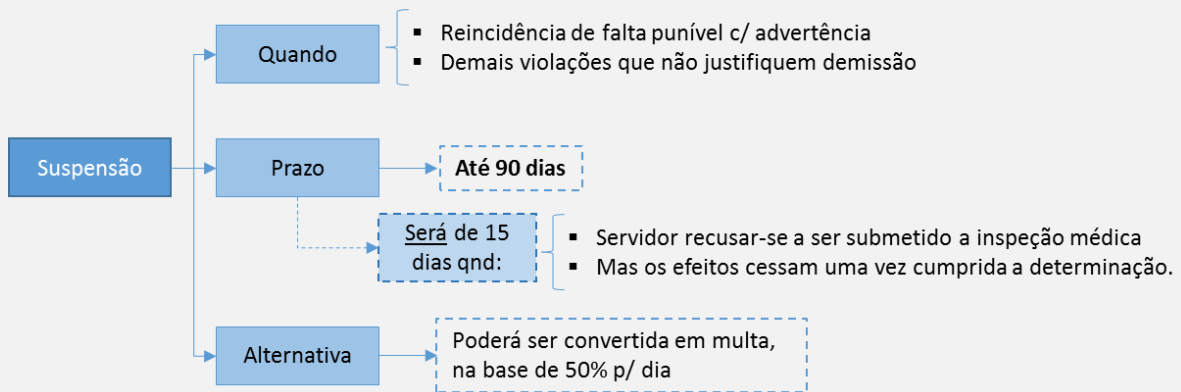 Quando
▪ Reincidência de falta punível c/ advertência
▪ Demais violações que não justifiquem demissão
Suspensão
Prazo
Até 90 dias
Será de 15
dias qnd:
▪ Servidor recusar-se a ser submetido a inspeção médica
▪ Mas os efeitos cessam uma vez cumprida a determinação.
Alternativa
Poderá ser convertida em multa,
na base de 50% p/ dia